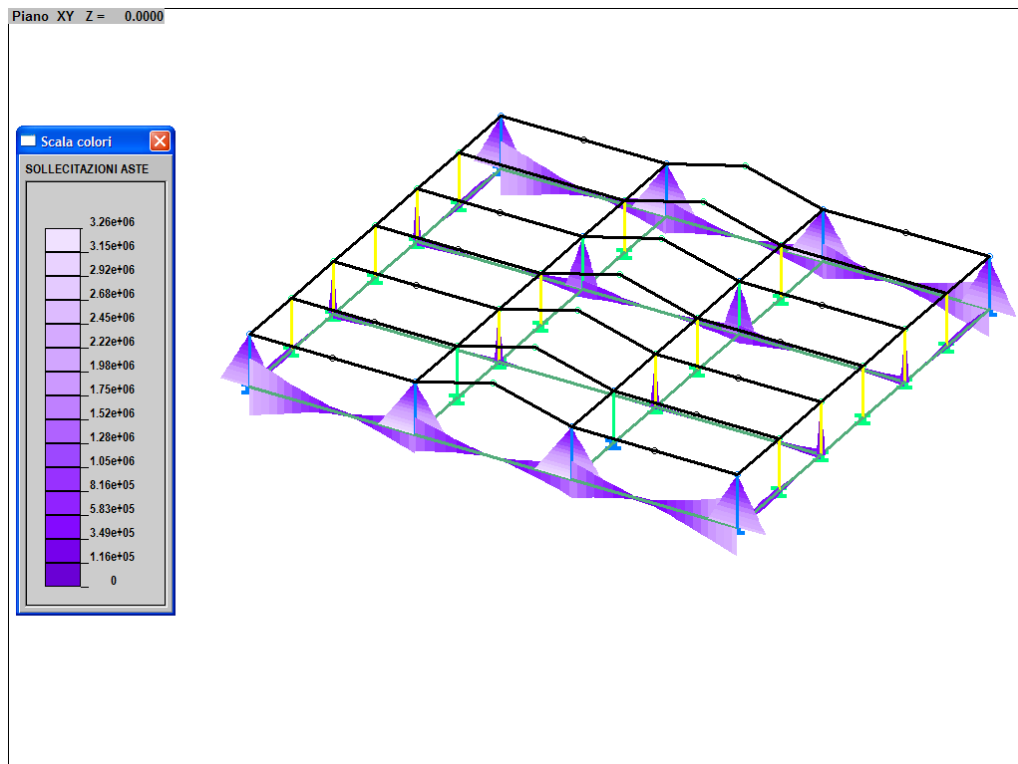 Piano XY Z = 0.0000
Scala colori
SOLLECITAZIONI ASTE
3.26e+06
3.15e+06
2.92e+06
2.68e+06
2.45e+06
2.22e+06
1.98e+06
1.75e+06
1.52e+06
1.28e+06
1.05e+06
8.16e+05
5.83e+05
3.49e+05
1.16e+05
0